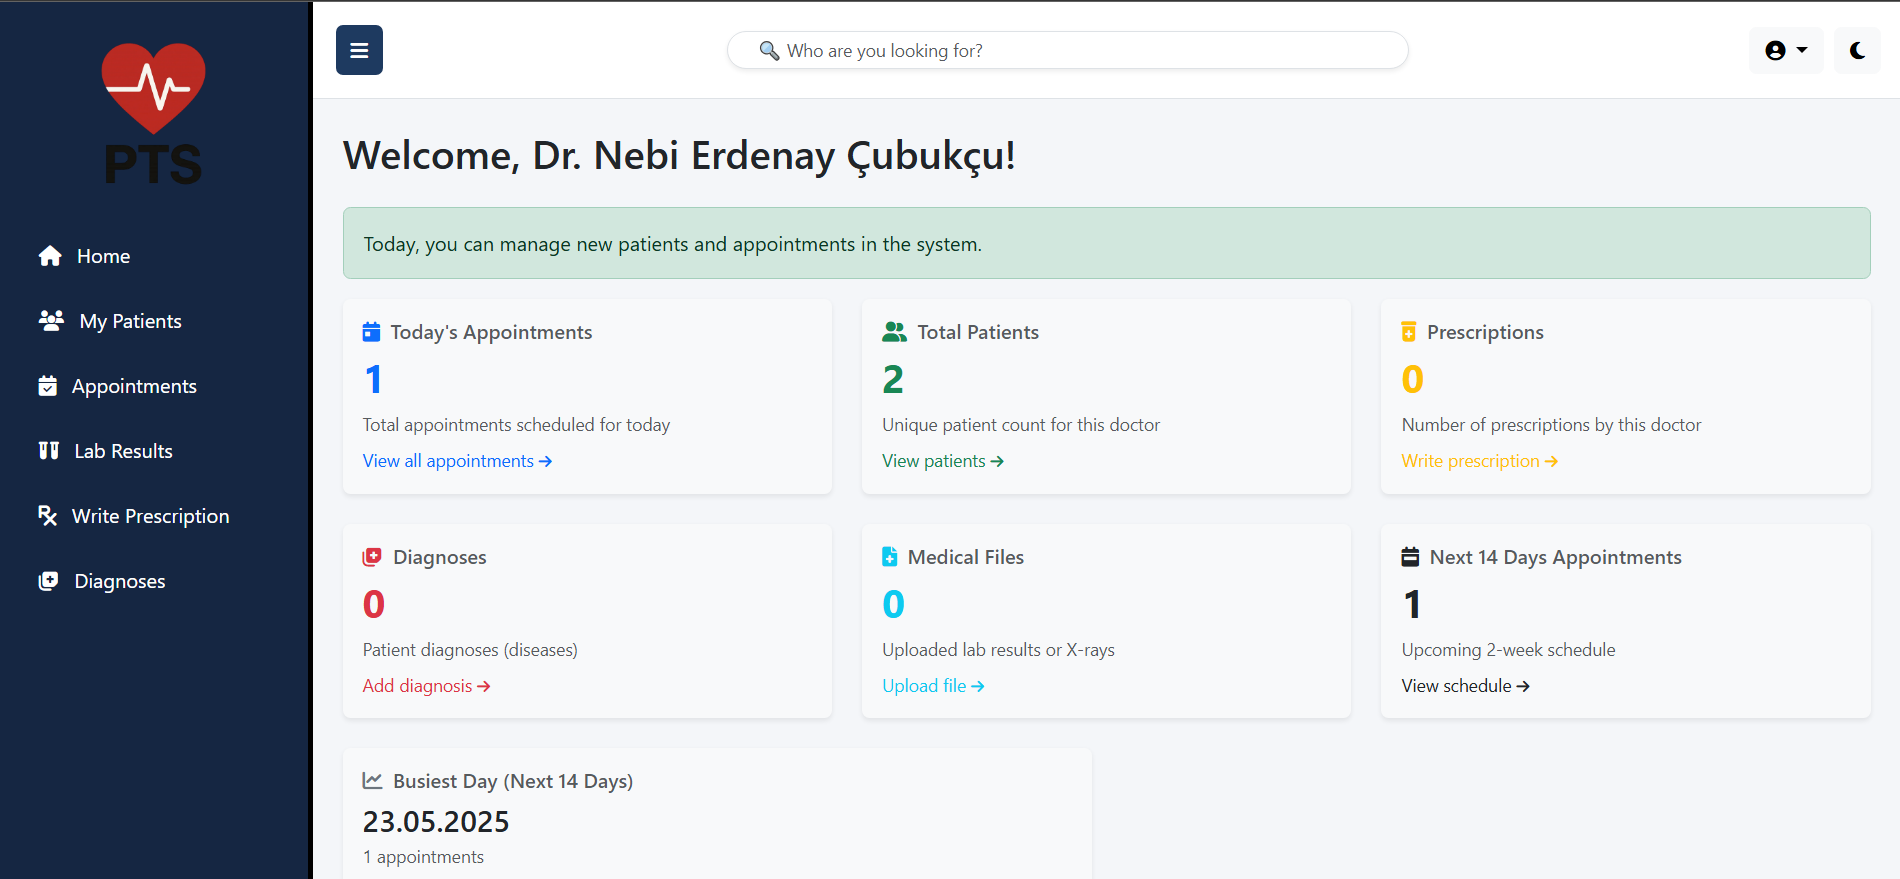 PTS
Home
My Patients
Appointments
Lab Results
Write Prescription
Diagnoses
Who are you looking for?
Welcome, Dr. Nebi Erdenay Çubukçu!
Today, you can manage new patients and appointments in the system.
Today's Appointments
1
Total appointments scheduled for today
View all appointments →
Total Patients
2
Unique patient count for this doctor
View patients →
Prescriptions
0
Number of prescriptions by this doctor
Write prescription →
Diagnoses
0
Patient diagnoses (diseases)
Add diagnosis →
Medical Files
0
Uploaded lab results or X-rays
Upload file →
Next 14 Days Appointments
1
Upcoming 2-week schedule
View schedule →
Busiest Day (Next 14 Days)
23.05.2025
1 appointments